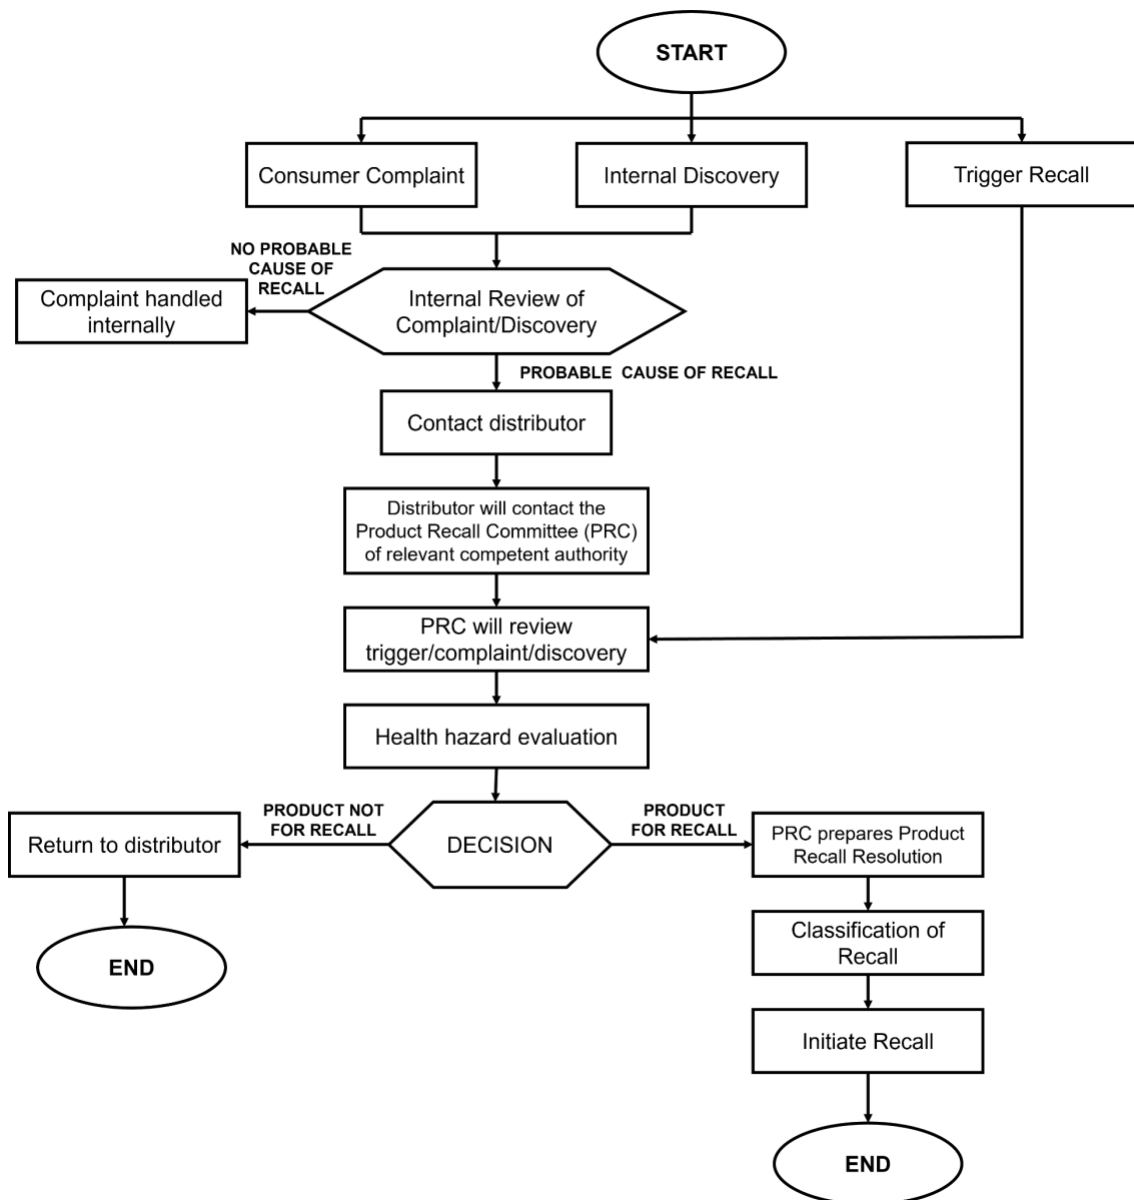 START
Consumer Complaint
Internal Discovery
Trigger Recall
NO PROBABLE
CAUSE OF
RECALL
Complaint handled
internally
Internal Review of
Complaint/Discovery
PROBABLE CAUSE OF RECALL
Contact distributor
Distributor will contact the
Product Recall Committee (PRC)
of relevant competent authority
PRC will review
trigger/complaint/discovery
Health hazard evaluation
PRODUCT NOT
FOR RECALL
PRODUCT
FOR RECALL
Return to distributor
DECISION
PRC prepares Product
Recall Resolution
END
Classification of
Recall
Initiate Recall
END